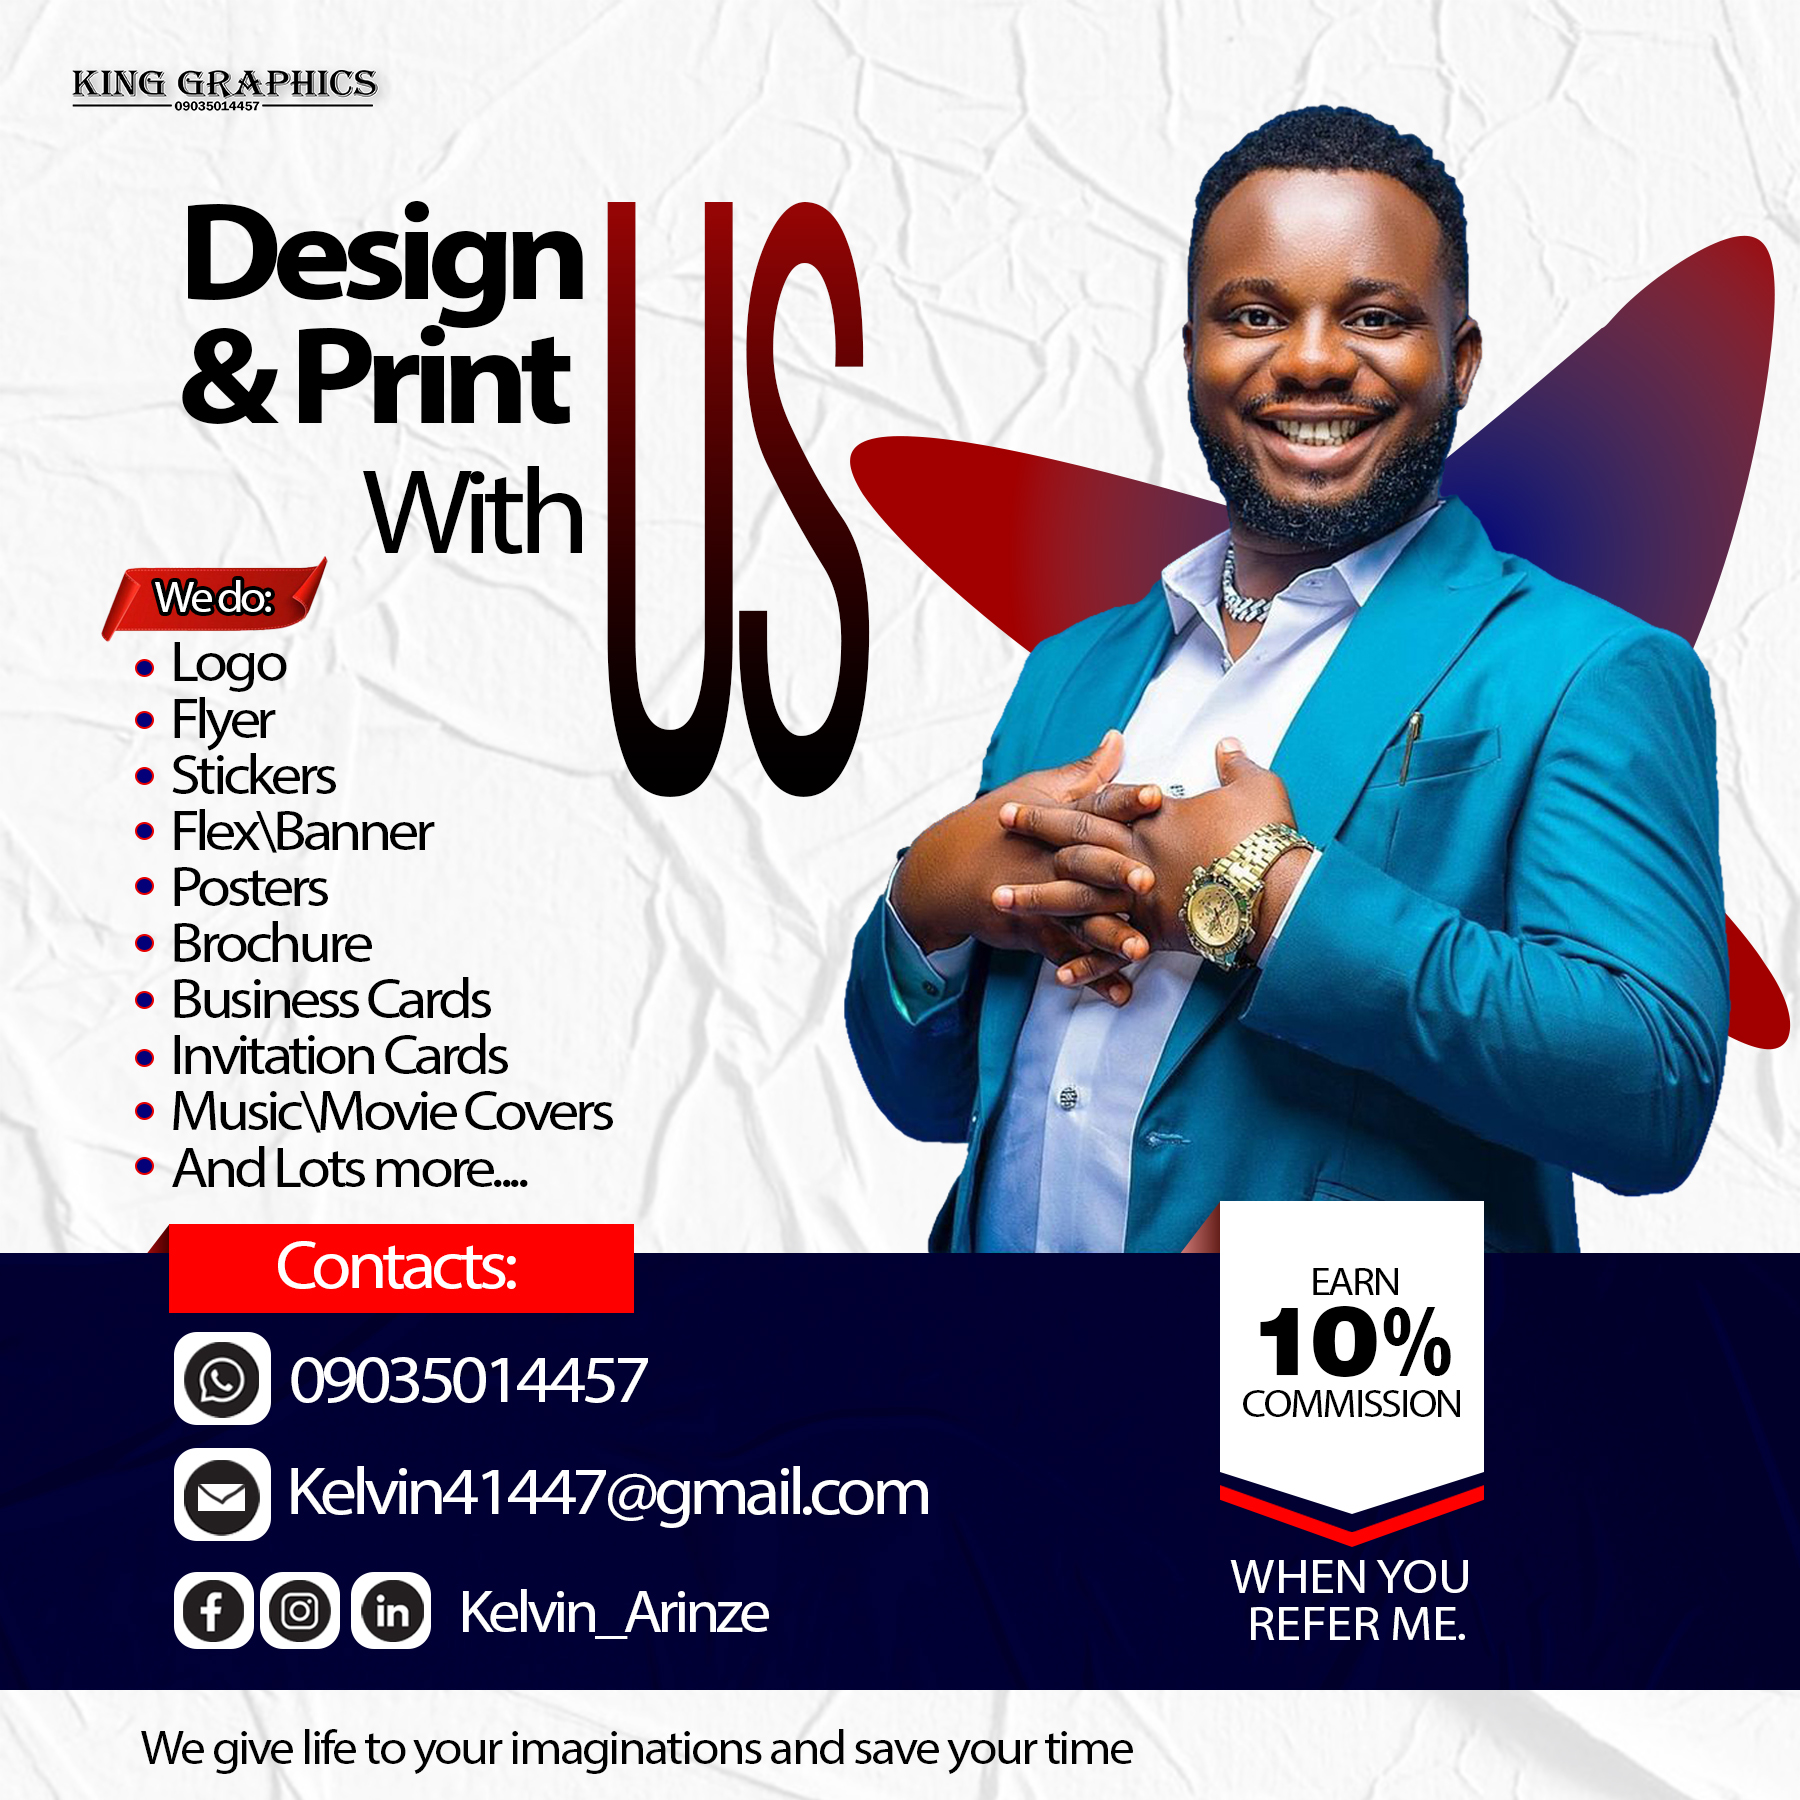 KING GRAPHICS
09035014457
Design
& Print
With
US
We do:
Logo
Flyer
Stickers
Flex\Banner
Posters
Brochure
Business Cards
Invitation Cards
Music\Movie Covers
And Lots more....
Contacts:
09035014457
Kelvin41447@gmail.com
Kelvin_Arinze
EARN
10%
COMMISSION
WHEN YOU
REFER ME.
We give life to your imaginations and save your time